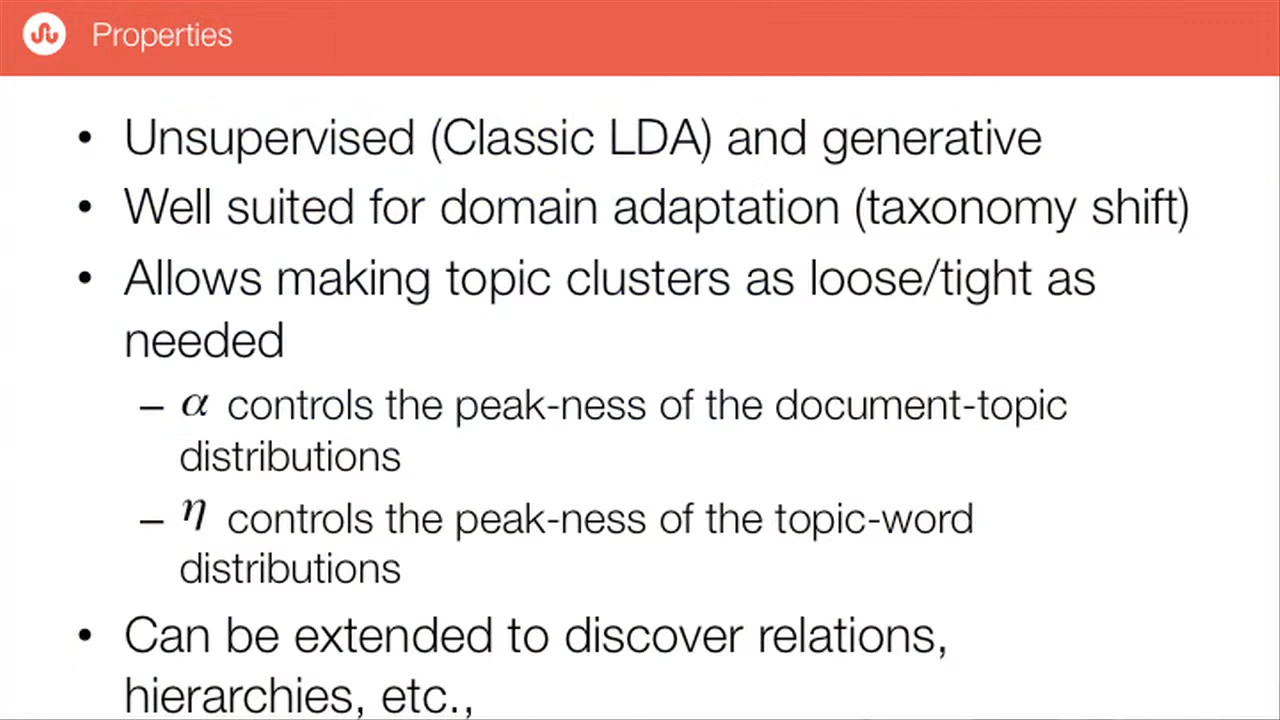 Properties
• Unsupervised (Classic LDA) and generative
• Well suited for domain adaptation (taxonomy shift)
• Allows making topic clusters as loose/tight as
needed
– α controls the peak-ness of the document-topic
distributions
– η controls the peak-ness of the topic-word
distributions
• Can be extended to discover relations,
hierarchies, etc.,